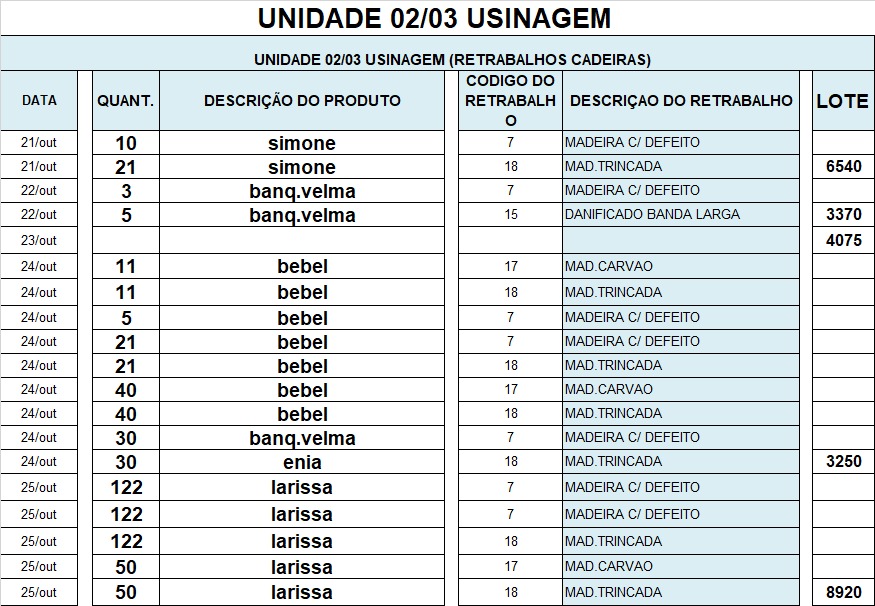 UNIDADE 02/03 USINAGEM
UNIDADE 02/03 USINAGEM (RETRABALHOS CADEIRAS)
DATA QUANT. DESCRIÇÃO DO PRODUTO CODIGO DO RETRABALHO DESCRIÇAO DO RETRABALHO LOTE
21/out 10 simone 7 MADEIRA C/ DEFEITO
21/out 21 simone 18 MAD.TRINCADA 6540
22/out 3 banq.velma 7 MADEIRA C/ DEFEITO
22/out 5 banq.velma 15 DANIFICADO BANDA LARGA 3370
23/out 4075
24/out 11 bebel 17 MAD.CARVAO
24/out 11 bebel 18 MAD.TRINCADA
24/out 5 bebel 7 MADEIRA C/ DEFEITO
24/out 21 bebel 7 MADEIRA C/ DEFEITO
24/out 21 bebel 18 MAD.TRINCADA
24/out 40 bebel 17 MAD.CARVAO
24/out 40 bebel 18 MAD.TRINCADA
24/out 30 banq.velma 7 MADEIRA C/ DEFEITO
24/out 30 enia 18 MAD.TRINCADA 3250
25/out 122 larissa 7 MADEIRA C/ DEFEITO
25/out 122 larissa 7 MADEIRA C/ DEFEITO
25/out 122 larissa 18 MAD.TRINCADA
25/out 50 larissa 17 MAD.CARVAO
25/out 50 larissa 18 MAD.TRINCADA 8920